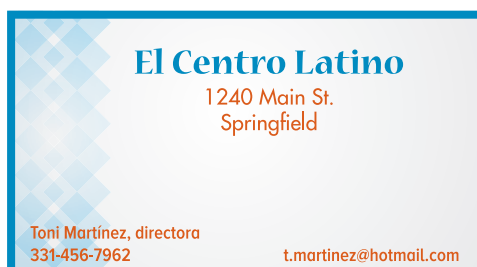 El Centro Latino
1240 Main St.
Springfield
Toni Martínez, directora
331-456-7962
t.martinez@hotmail.com